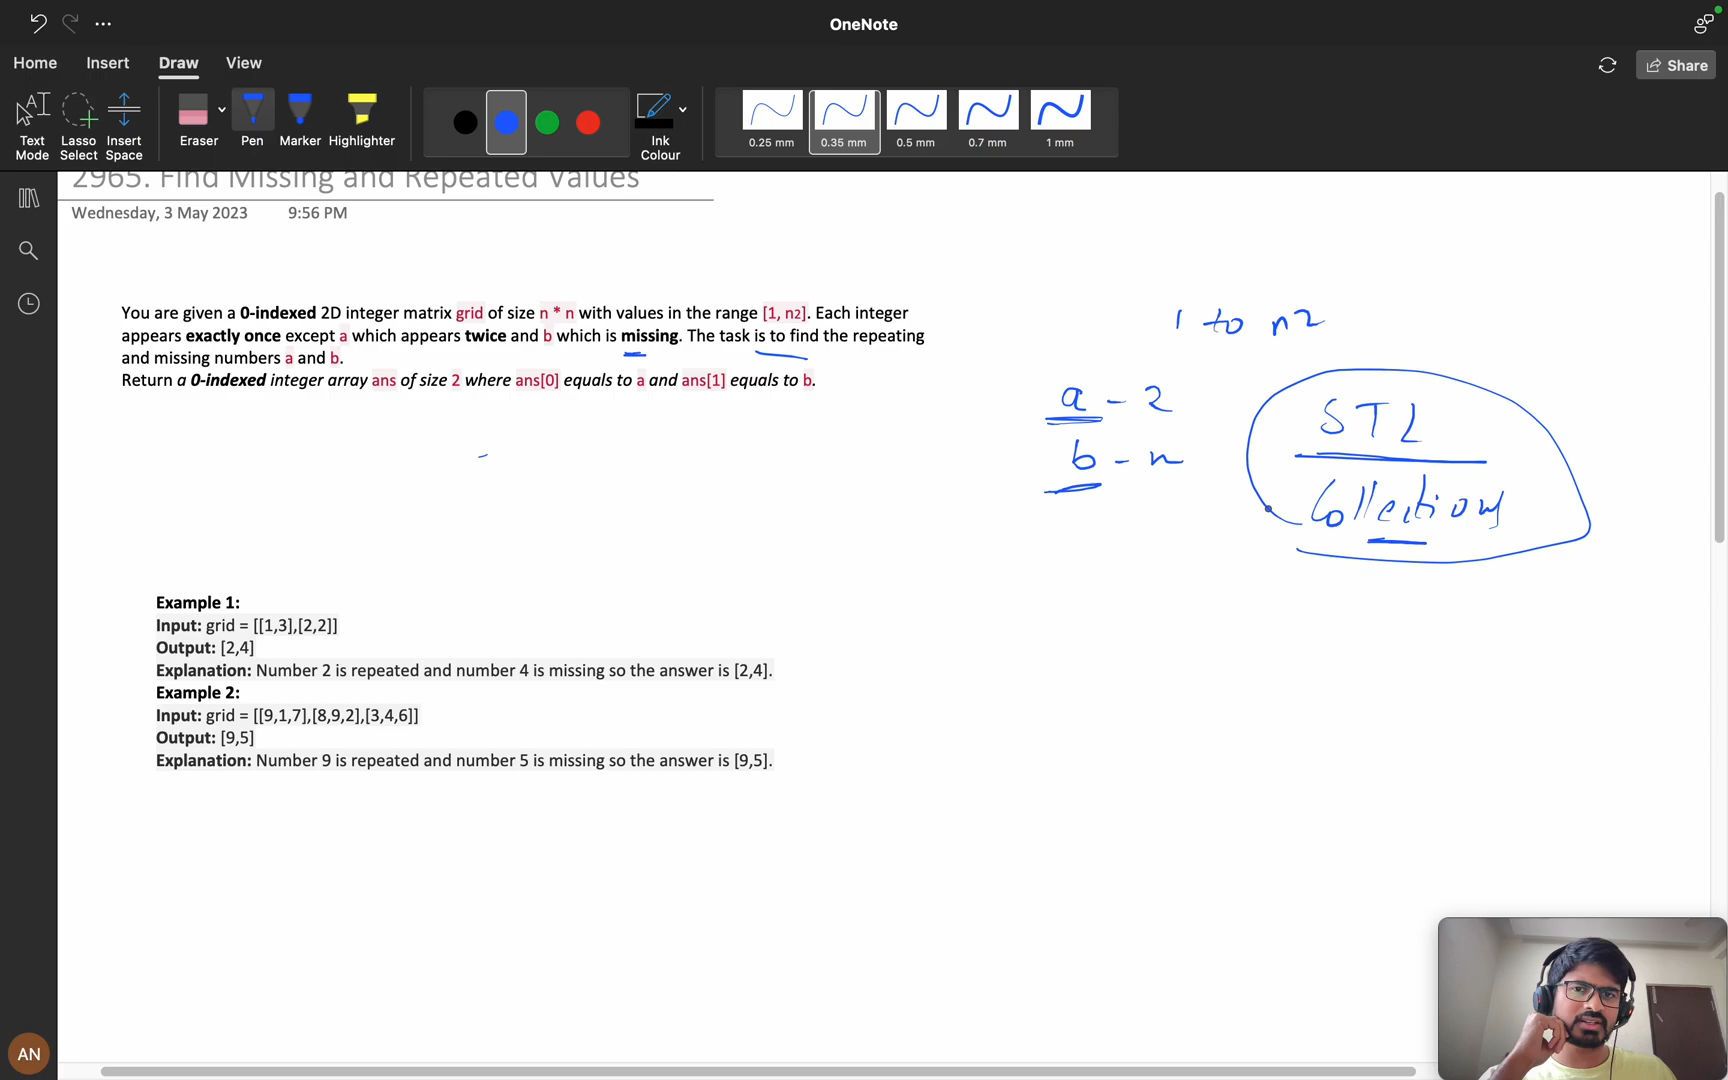 OneNote
Home Insert Draw View
Share
Text Mode
Lasso Select
Insert Space
Eraser
Pen
Marker
Highlighter
Ink Colour
0.25 mm
0.35 mm
0.5 mm
0.7 mm
1 mm
2965. Find Missing and Repeated Values
Wednesday, 3 May 2023 9:56 PM
You are given a 0-indexed 2D integer matrix grid of size n * n with values in the range [1, n2]. Each integer
appears exactly once except a which appears twice and b which is missing. The task is to find the repeating
and missing numbers a and b.
Return a 0-indexed integer array ans of size 2 where ans[0] equals to a and ans[1] equals to b.
1 to n2
a - 2
b - n
STL
Collections
Example 1:
Input: grid = [[1,3],[2,2]]
Output: [2,4]
Explanation: Number 2 is repeated and number 4 is missing so the answer is [2,4].
Example 2:
Input: grid = [[9,1,7],[8,9,2],[3,4,6]]
Output: [9,5]
Explanation: Number 9 is repeated and number 5 is missing so the answer is [9,5].
AN